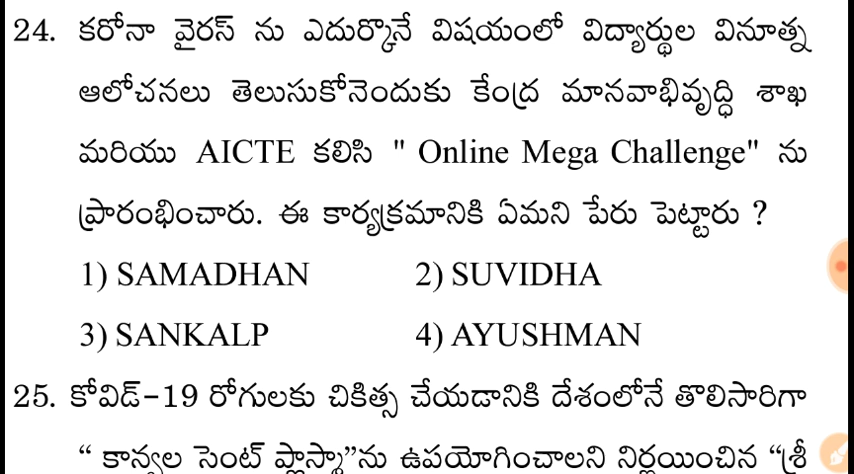 24. కరోనా వైరస్ ను ఎదుర్కొనే విషయంలో విద్యార్థుల వినూత్న
ఆలోచనలు తెలుసుకోనెందుకు కేంద్ర మానవాభివృద్ధి శాఖ
మరియు AICTE కలిసి " Online Mega Challenge" ను
ప్రారంభించారు. ఈ కార్యక్రమానికి ఏమని పేరు పెట్టారు ?
1) SAMADHAN 2) SUVIDHA
3) SANKALP 4) AYUSHMAN
25. కోవిడ్-19 రోగులకు చికిత్స చేయడానికి దేశంలోనే తొలిసారిగా
“ కాన్వల సెంట్ ప్లాస్మా”ను ఉపయోగించాలని నిర్ణయించిన “శ్రీ